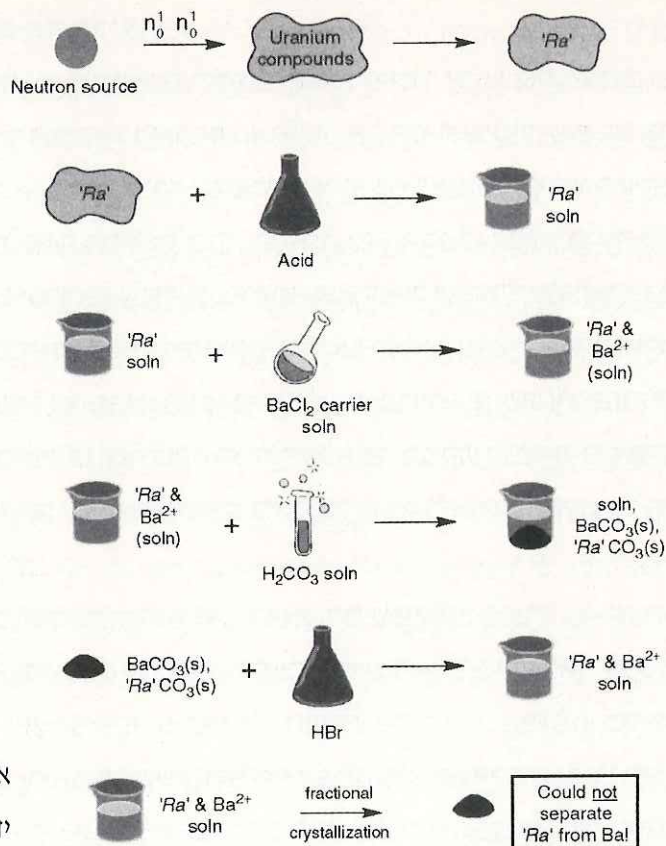 n¹₀ n¹₀
Neutron source
Uranium
compounds
'Ra'
'Ra'
+
Acid
'Ra'
soln
'Ra'
soln
+
BaCl₂ carrier
soln
'Ra' &
Ba²⁺
(soln)
'Ra' &
Ba²⁺
(soln)
+
H₂CO₃ soln
soln,
BaCO₃(s),
'Ra' CO₃(s)
BaCO₃(s),
'Ra' CO₃(s)
+
HBr
'Ra' & Ba²⁺
soln
'Ra' & Ba²⁺
soln
fractional
crystallization
Could not
separate
'Ra' from Ba!